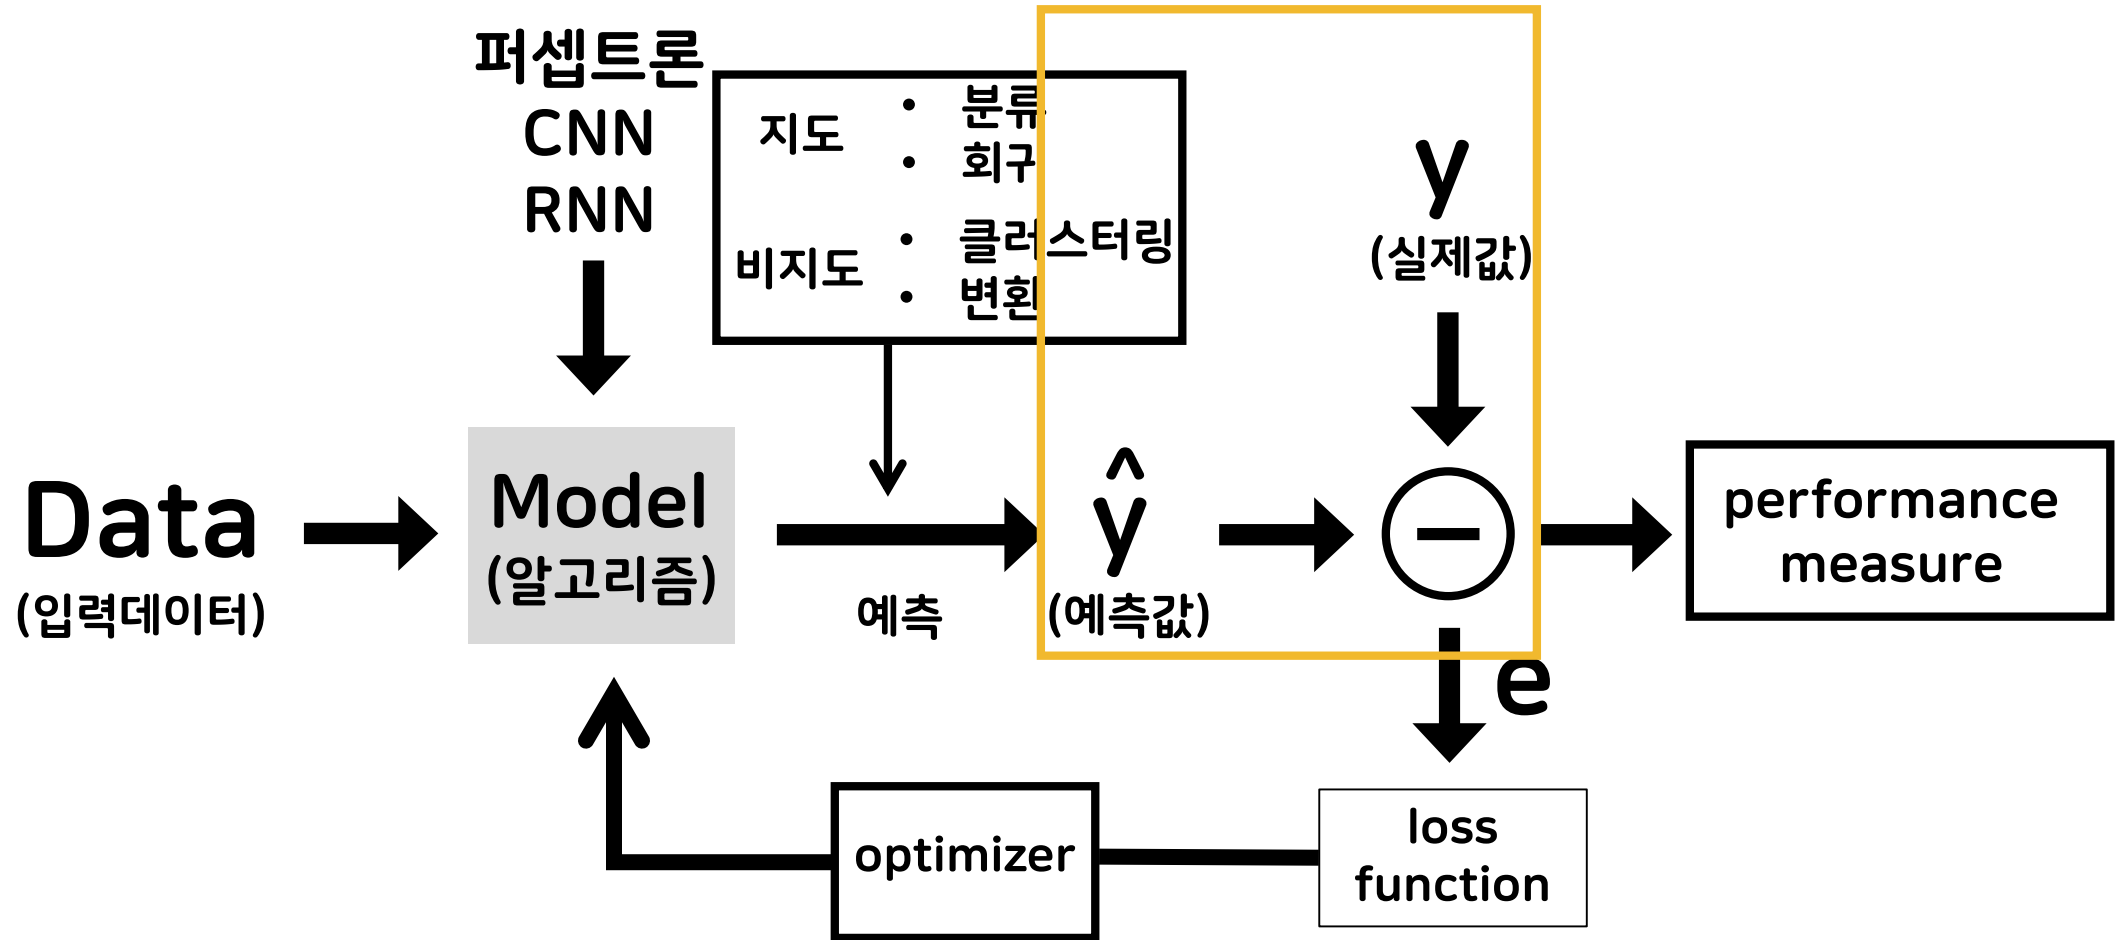 퍼셉트론
CNN
RNN
지도
• 분류
• 회구
비지도
• 클러스터링
• 변환
y
(실제값)
Data
(입력데이터)
Model
(알고리즘)
예측
^
y
(예측값)
−
performance
measure
e
optimizer
loss
function